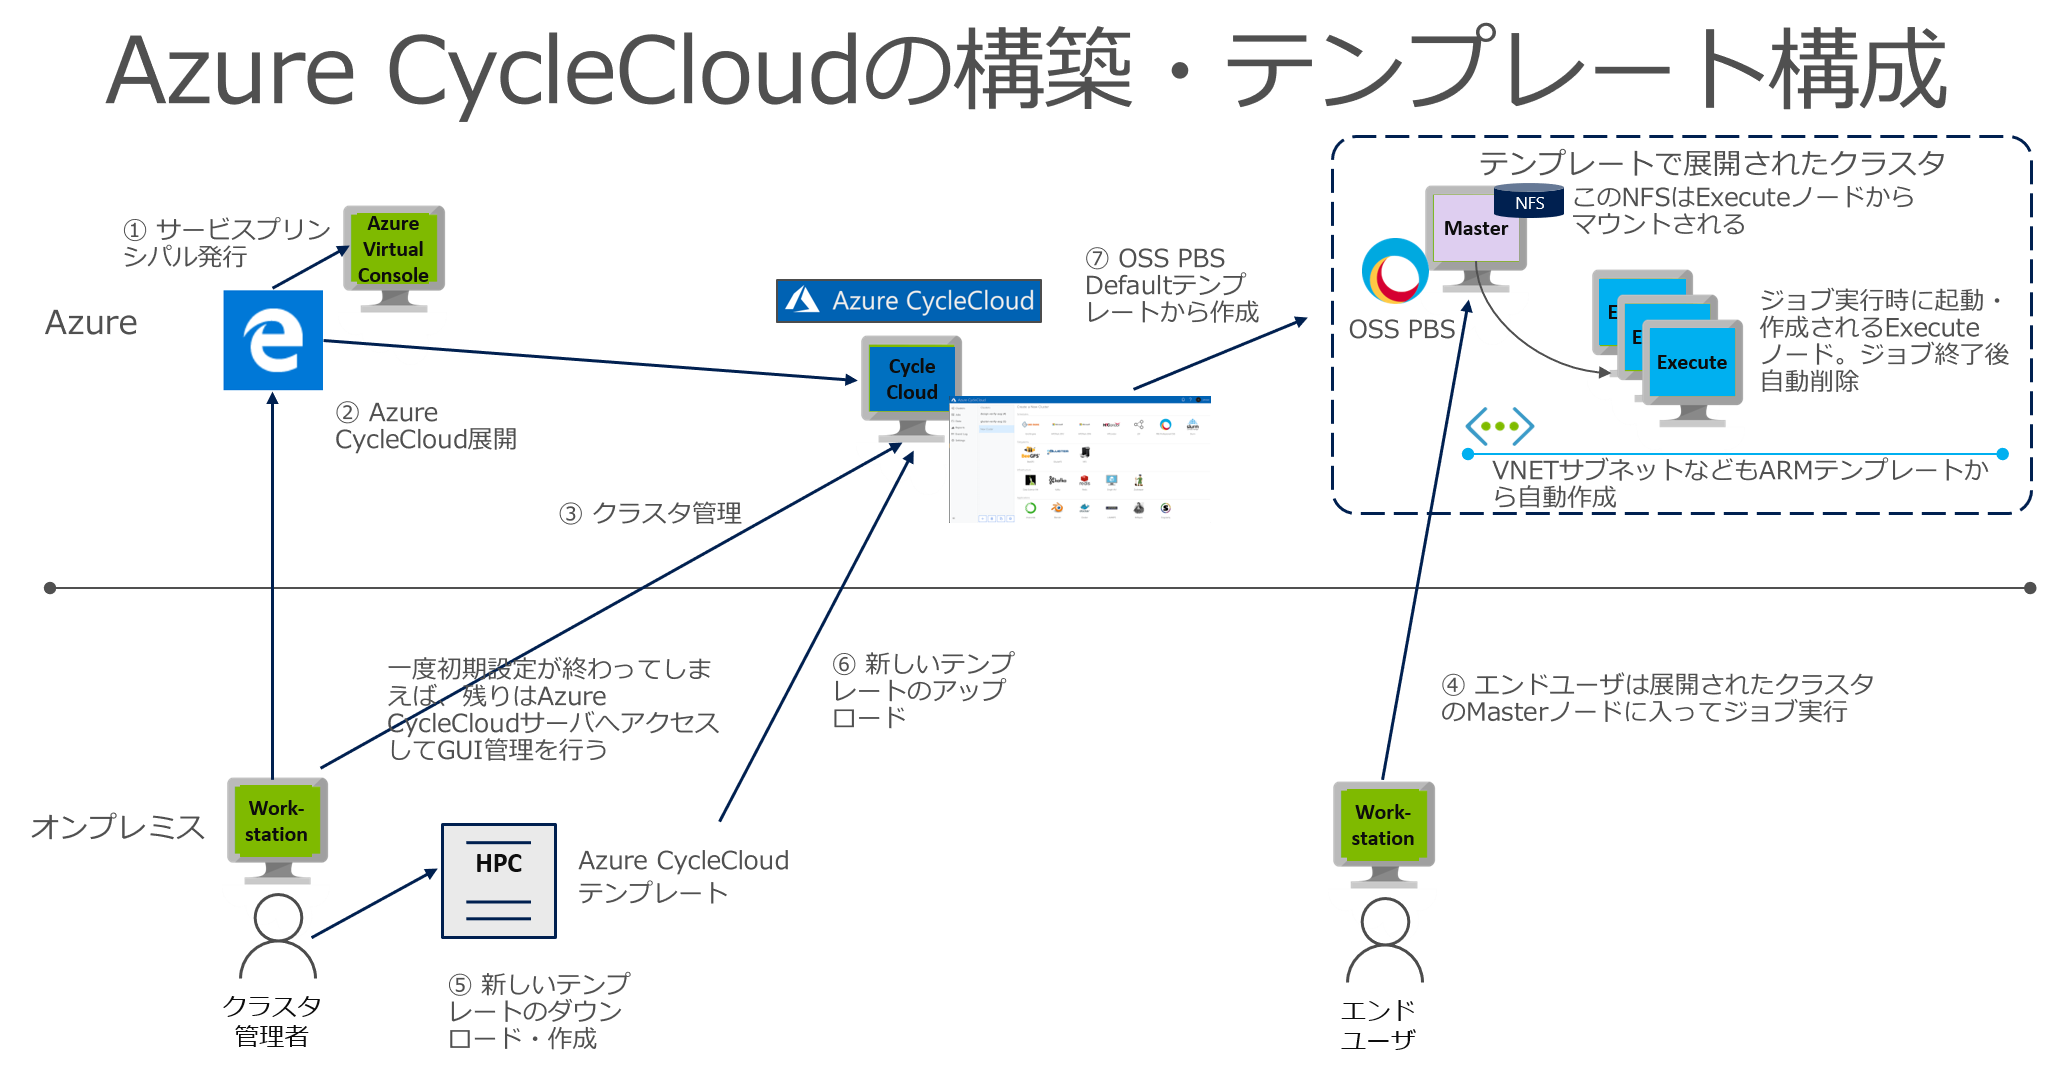 Azure CycleCloudの構築・テンプレート構成
テンプレートで展開されたクラスタ
NFS
このNFSはExecuteノードから
マウントされる
Master
① サービスプリン
シパル発行
Azure
Virtual
Console
⑦ OSS PBS
Defaultテンプ
レートから作成
OSS PBS
E
E
Execute
ジョブ実行時に起動・
作成されるExecute
ノード。ジョブ終了後
自動削除
Azure
Azure CycleCloud
Cycle
Cloud
② Azure
CycleCloud展開
VNETサブネットなどもARMテンプレートか
ら自動作成
③ クラスタ管理
一度初期設定が終わってしま
えば、残りはAzure
CycleCloudサーバへアクセス
してGUI管理を行う
⑥ 新しいテンプ
レートのアップ
ロード
④ エンドユーザは展開されたクラスタ
のMasterノードに入ってジョブ実行
オンプレミス
Work-
station
HPC
Azure CycleCloud
テンプレート
Work-
station
⑤ 新しいテンプ
レートのダウン
ロード・作成
クラスタ
管理者
エンド
ユーザ